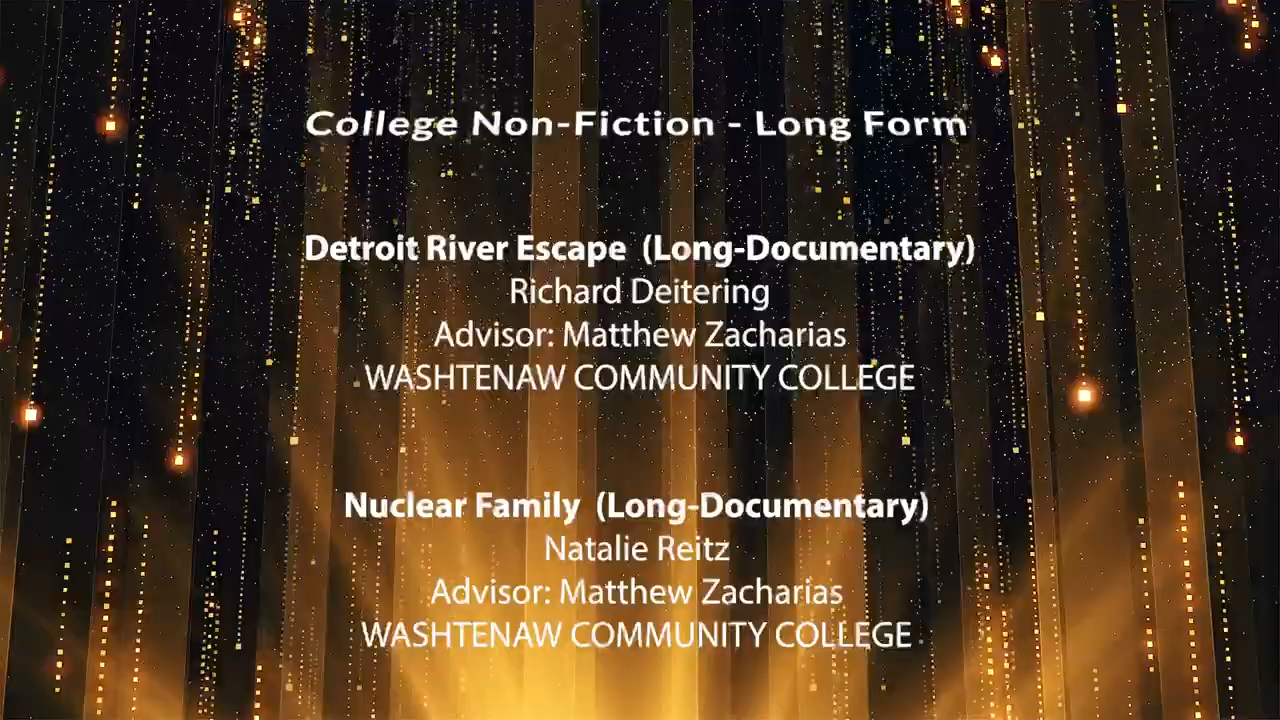 College Non-Fiction - Long Form
Detroit River Escape  (Long-Documentary)
Richard Deitering
Advisor: Matthew Zacharias
WASHTENAW COMMUNITY COLLEGE
Nuclear Family  (Long-Documentary)
Natalie Reitz
Advisor: Matthew Zacharias
WASHTENAW COMMUNITY COLLEGE